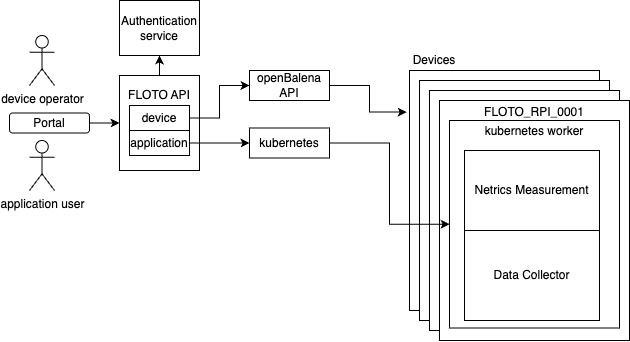 Authentication
service
device operator
Portal
application user
FLOTO API
device
application
openBalena
API
kubernetes
Devices
FLOTO_RPI_0001
kubernetes worker
Netrics Measurement
Data Collector